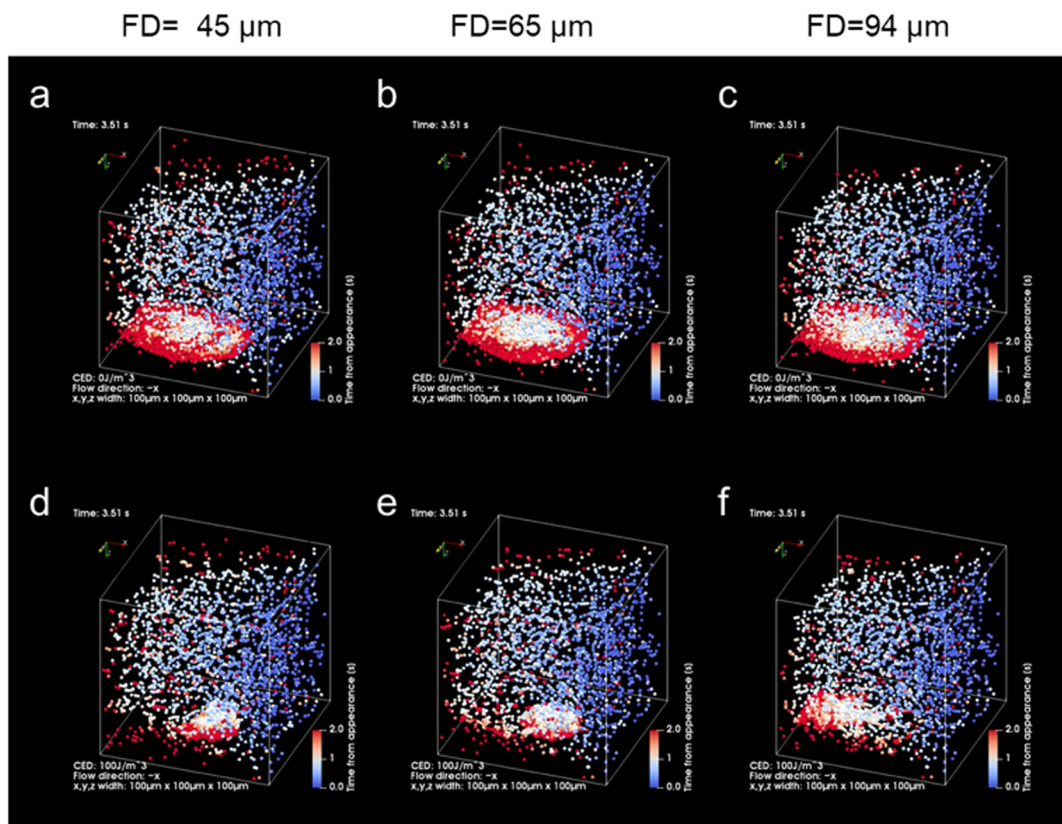 FD= 45 μm
FD=65 μm
FD=94 μm
a
Time: 3.51 s
X
Z
2.0
1
0.0
Time from appearance (s)
CED: 0J/m^3
Flow direction: -x
x,y,z width: 100μm x 100μm x 100μm
b
Time: 3.51 s
X
Z
2.0
1
0.0
Time from appearance (s)
CED: 0J/m^3
Flow direction: -x
x,y,z width: 100μm x 100μm x 100μm
c
Time: 3.51 s
X
Z
2.0
1
0.0
Time from appearance (s)
CED: 0J/m^3
Flow direction: -x
x,y,z width: 100μm x 100μm x 100μm
d
Time: 3.51 s
X
Z
2.0
1
0.0
Time from appearance (s)
CED: 100J/m^3
Flow direction: -x
x,y,z width: 100μm x 100μm x 100μm
e
Time: 3.51 s
X
Z
2.0
1
0.0
Time from appearance (s)
CED: 100J/m^3
Flow direction: -x
x,y,z width: 100μm x 100μm x 100μm
f
Time: 3.51 s
X
Z
2.0
1
0.0
Time from appearance (s)
CED: 100J/m^3
Flow direction: -x
x,y,z width: 100μm x 100μm x 100μm